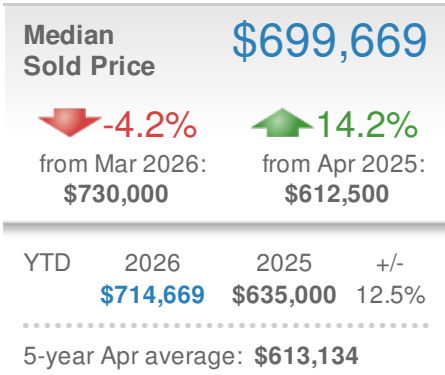 Median $699,669
Sold Price
-4.2% 14.2%
from Mar 2026: from Apr 2025:
$730,000 $612,500
YTD 2026 2025 +/-
$714,669 $635,000 12.5%
5-year Apr average: $613,134